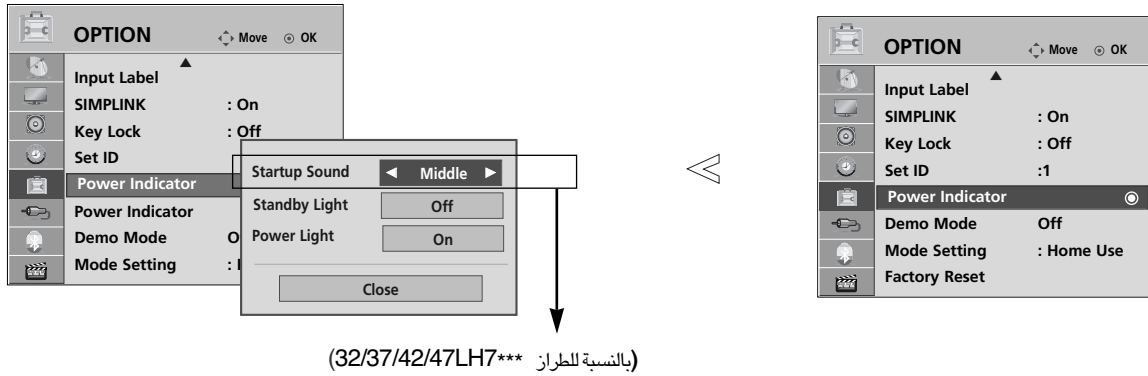 OPTION Move OK
Input Label
SIMPLINK : On
Key Lock : Off
Set ID
Power Indicator
Power Indicator
Demo Mode O
Mode Setting : H
Startup Sound ◄ Middle ►
Standby Light Off
Power Light On
Close
(بالنسبة للطراز 32/37/42/47LH7***)
OPTION Move OK
Input Label
SIMPLINK : On
Key Lock : Off
Set ID :1
Power Indicator
Demo Mode Off
Mode Setting : Home Use
Factory Reset